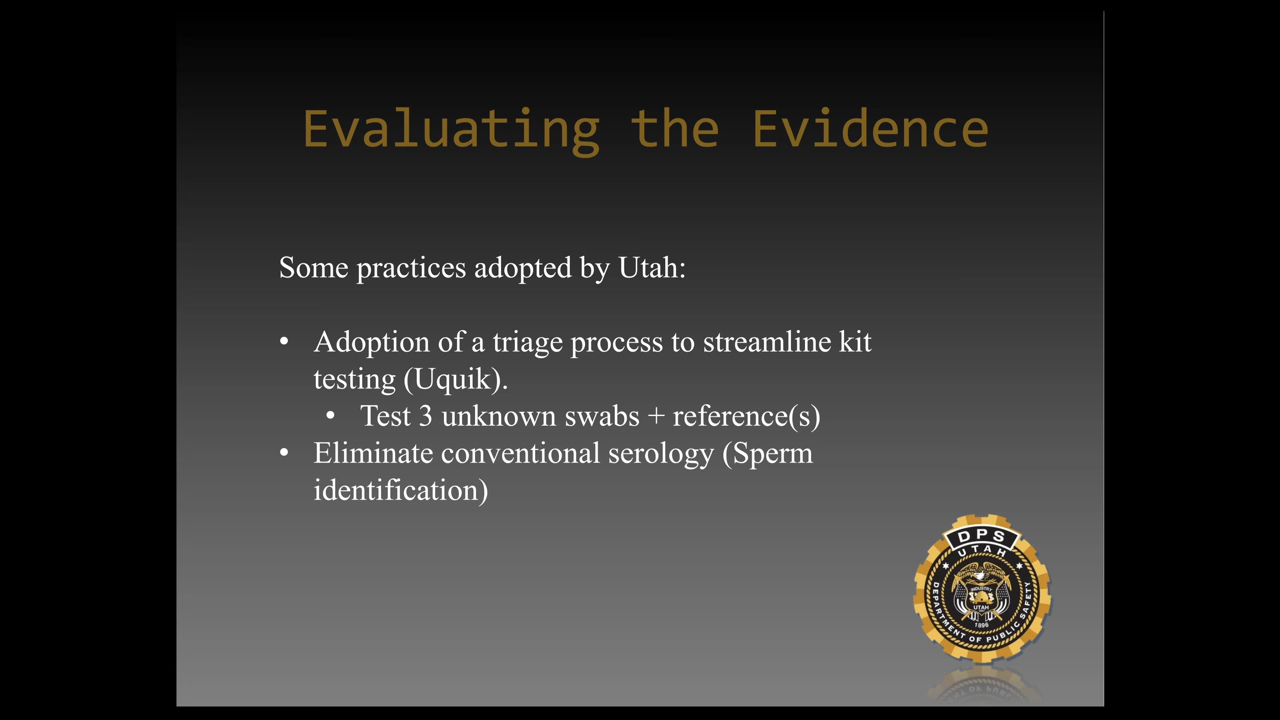 Evaluating the Evidence
Some practices adopted by Utah:
• Adoption of a triage process to streamline kit
testing (Uquik).
• Test 3 unknown swabs + reference(s)
• Eliminate conventional serology (Sperm
identification)
DPS
UTAH
INDUSTRY
UTAH
1896
DEPARTMENT OF PUBLIC SAFETY